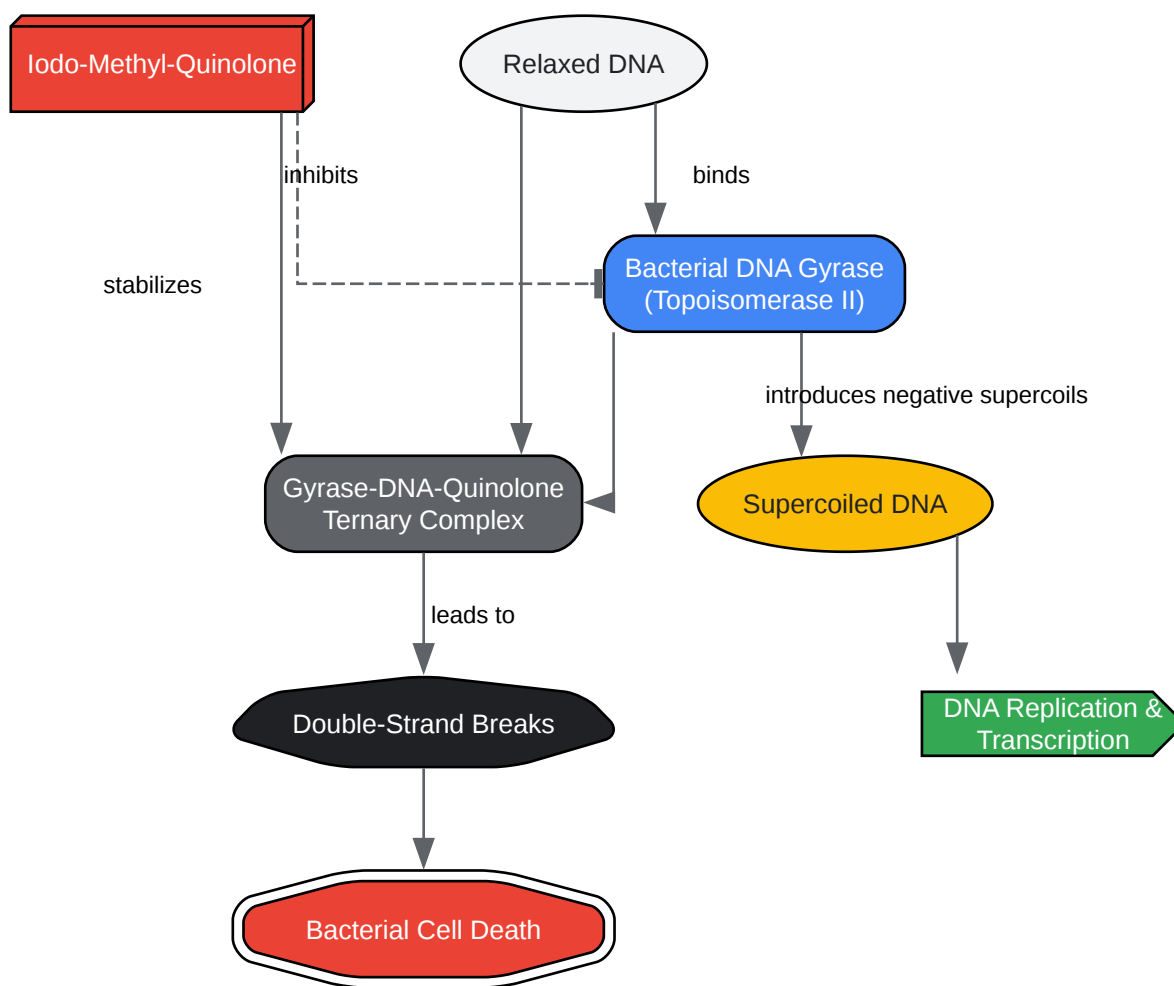 Iodo-Methyl-Quinolone
Relaxed DNA
inhibits
binds
stabilizes
Bacterial DNA Gyrase
(Topoisomerase II)
introduces negative supercoils
Gyrase-DNA-Quinolone
Ternary Complex
Supercoiled DNA
leads to
Double-Strand Breaks
DNA Replication &
Transcription
Bacterial Cell Death